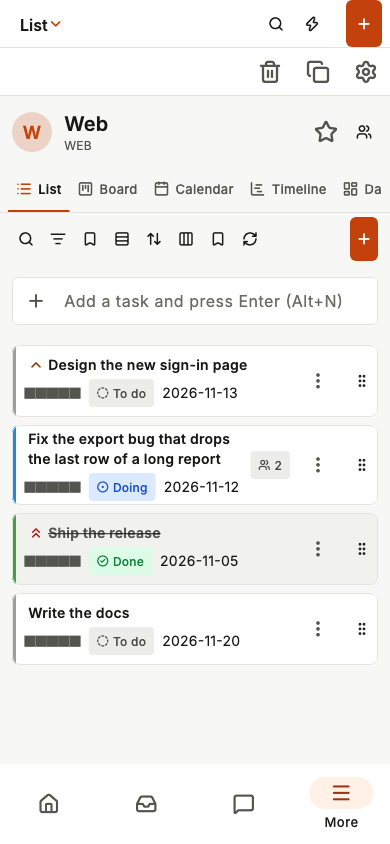 List
W
Web
WEB
List
Board
Calendar
Timeline
Da
Add a task and press Enter (Alt+N)
Design the new sign-in page
To do
2026-11-13
Fix the export bug that drops
the last row of a long report
2
Doing
2026-11-12
Ship the release
Done
2026-11-05
Write the docs
To do
2026-11-20
More